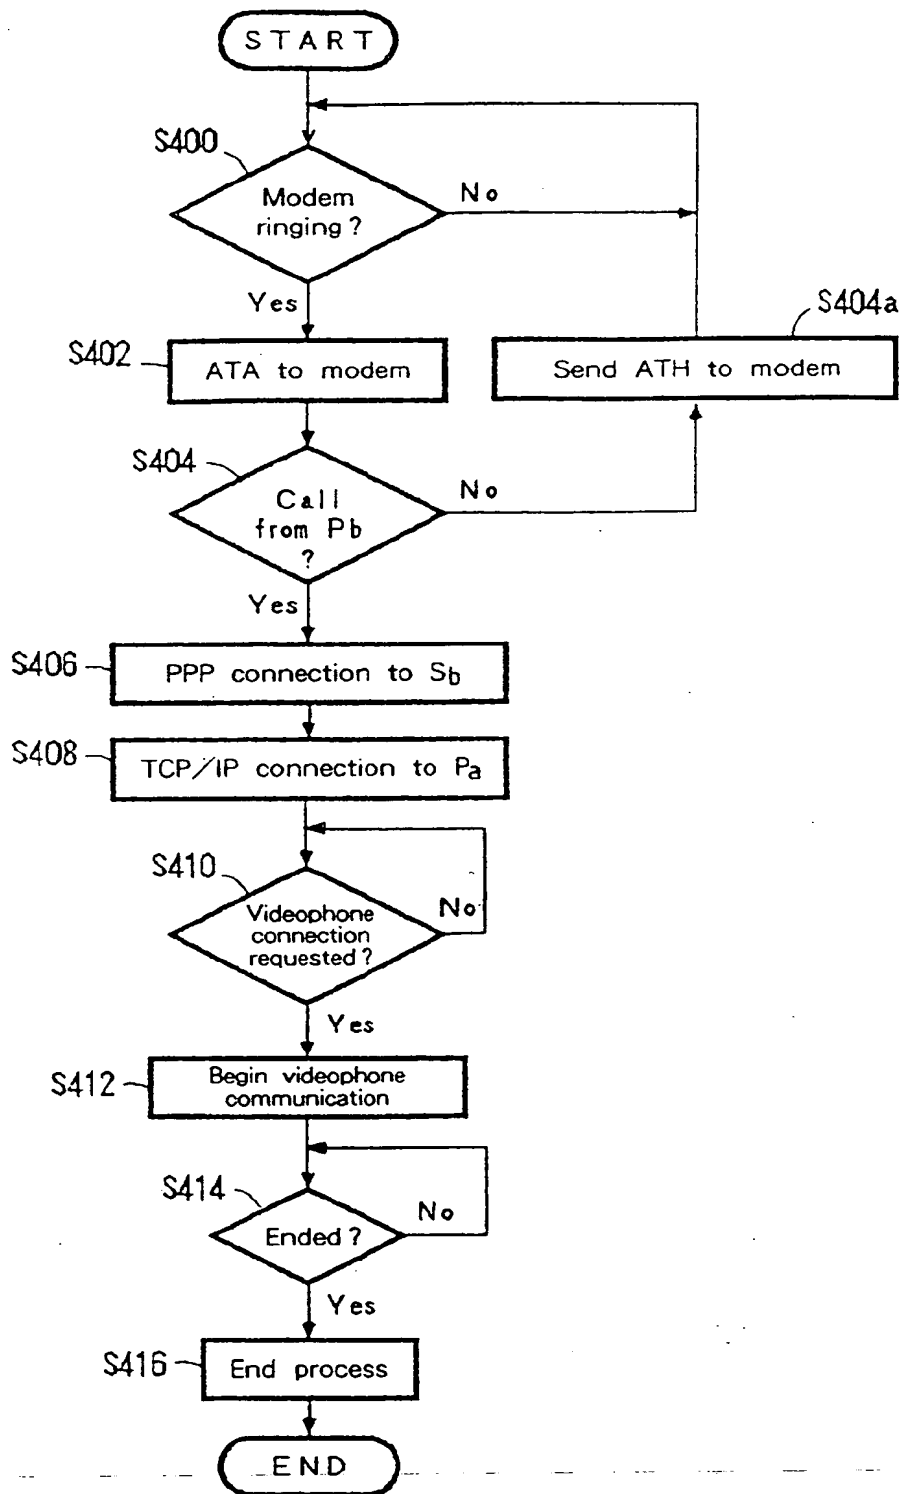 START
S400
Modem
ringing ?
No
Yes
S404a
S402
ATA to modem
Send ATH to modem
S404
Call
from Pb
?
No
Yes
S406
PPP connection to Sb
S408
TCP/IP connection to Pa
S410
Videophone
connection
requested ?
No
Yes
S412
Begin videophone
communication
S414
Ended ?
No
Yes
S416
End process
END